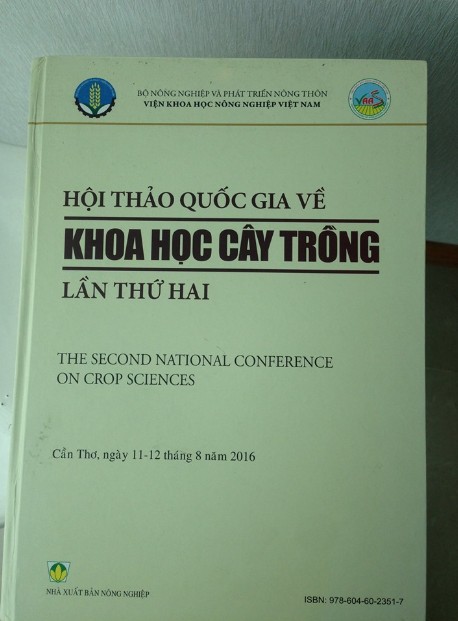 BỘ NÔNG NGHIỆP VÀ PHÁT TRIỂN NÔNG THÔN
VIỆN KHOA HỌC NÔNG NGHIỆP VIỆT NAM
VAAS
HỘI THẢO QUỐC GIA VỀ
KHOA HỌC CÂY TRỒNG
LẦN THỨ HAI
THE SECOND NATIONAL CONFERENCE
ON CROP SCIENCES
Cần Thơ, ngày 11-12 tháng 8 năm 2016
NHÀ XUẤT BẢN NÔNG NGHIỆP
ISBN: 978-604-60-2351-7